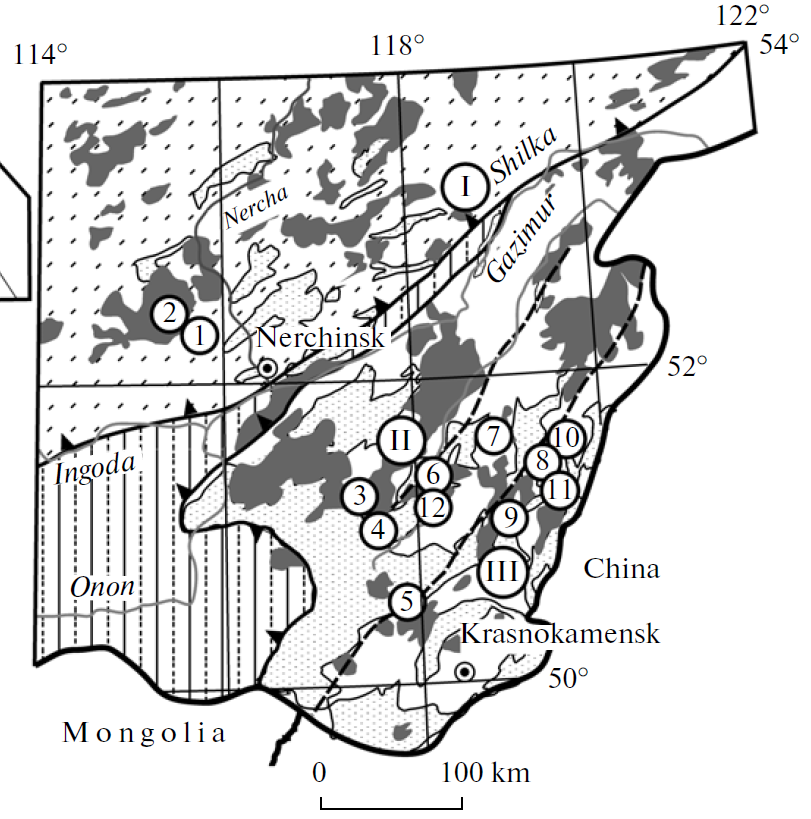 122°
114°
118°
54°
Shilka
I
Nercha
Gazimur
2
1
Nerchinsk
52°
II
7
10
8
6
Ingoda
3
11
12
4
9
China
III
Onon
5
Krasnokamensk
50°
Mongolia
0
100 km